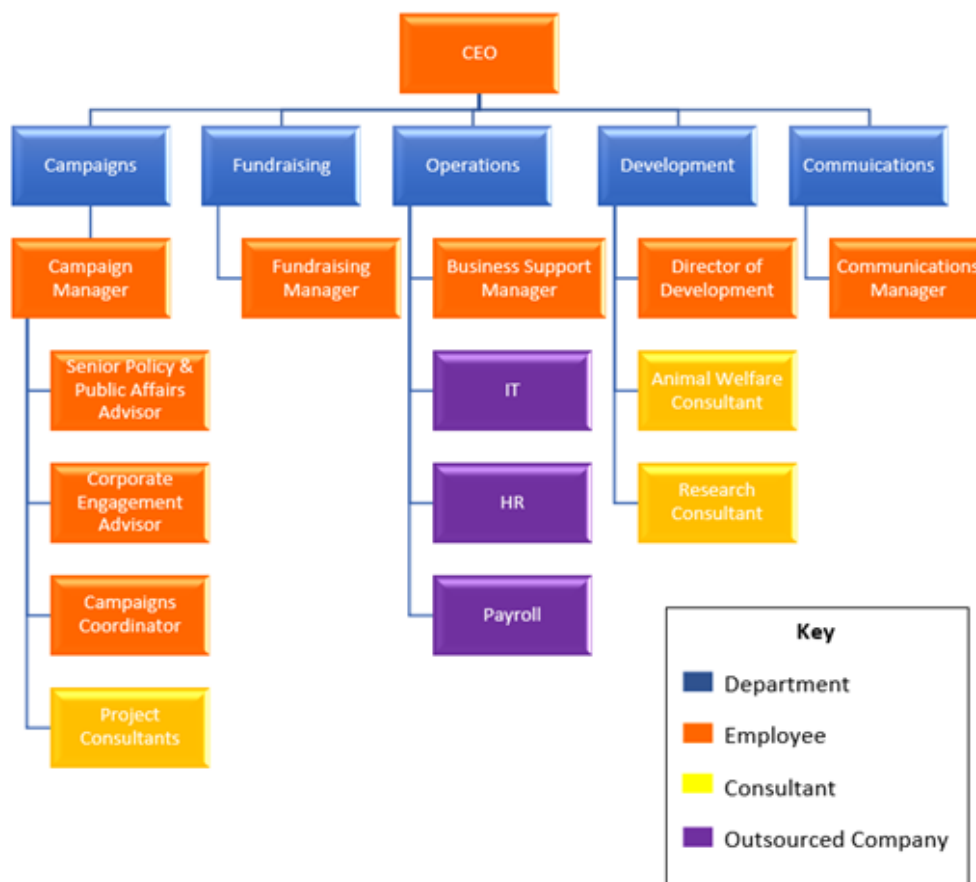 CEO
Campaigns
Fundraising
Operations
Development
Commuications
Campaign
Manager
Fundraising
Manager
Business Support
Manager
Director of
Development
Communications
Manager
Senior Policy &
Public Affairs
Advisor
IT
Animal Welfare
Consultant
Corporate
Engagement
Advisor
HR
Research
Consultant
Campaigns
Coordinator
Payroll
Project
Consultants
Key
Department
Employee
Consultant
Outsourced Company